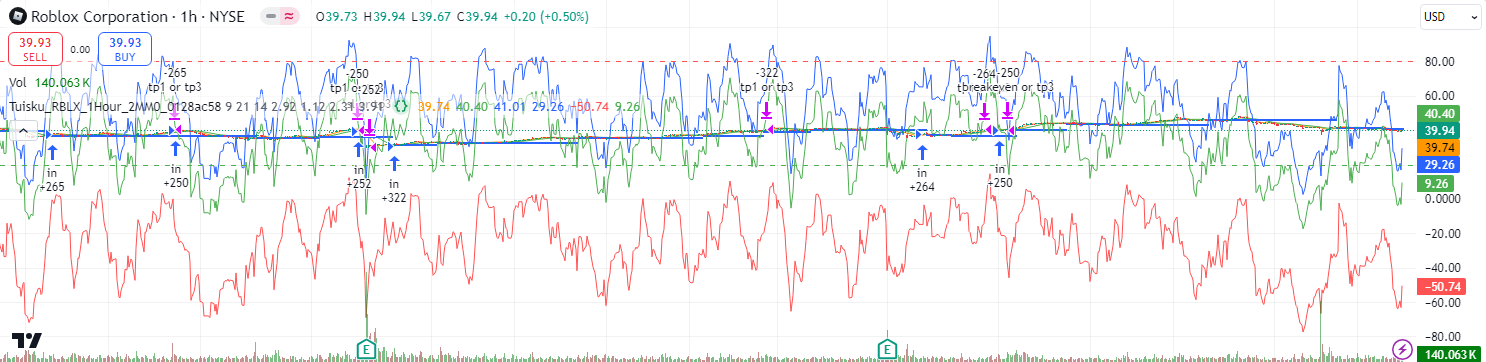 Roblox Corporation · 1h · NYSE O39.73 H39.94 L39.67 C39.94 +0.20 (+0.50%) USD
39.93 SELL 0.00 39.93 BUY
Vol 140.063 K
Tuisku_RBLX_1Hour_2MM0_0128ac58 9 21 14 2.92 1.12 2.31 3.91 39.74 40.40 41.01 29.26 −50.74 9.26
-265
tp1 or tp3
-250
-252
-322
tp1 or tp3
-264
-250
in
+265
in
+250
in
+252
in
+322
in
+264
in
+250
80.00
60.00
40.40
39.94
39.74
29.26
9.26
0.0000
−20.00
−40.00
−50.74
−60.00
−80.00
140.063 K
E
E